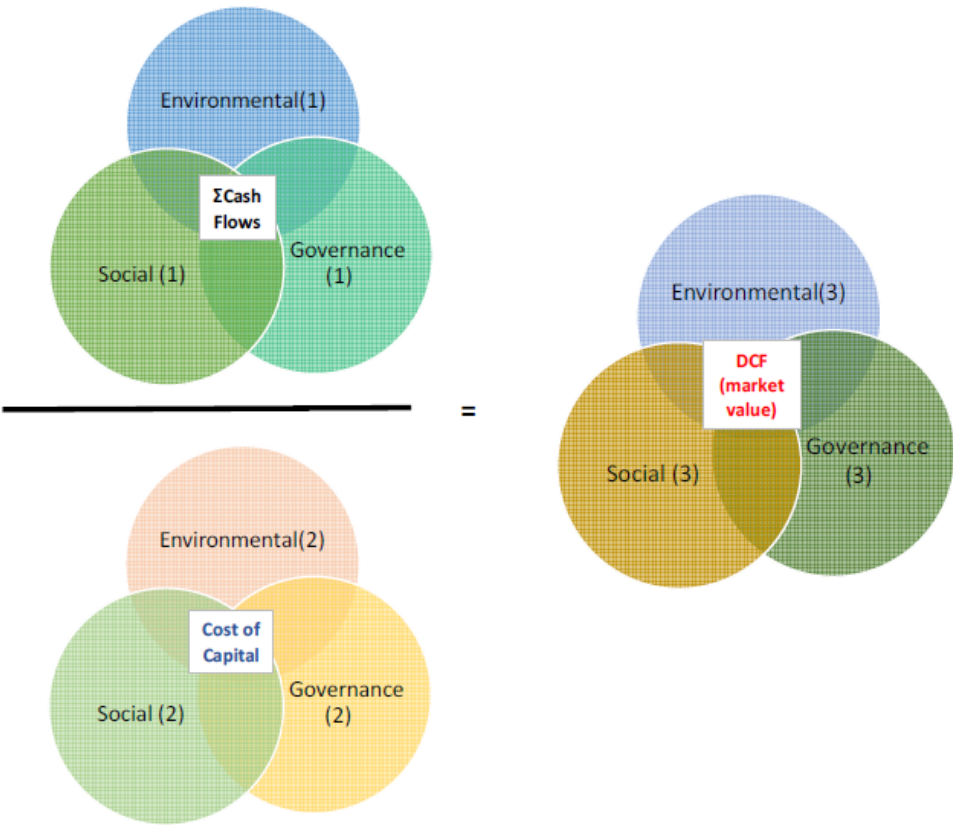 Environmental(1)
ΣCash
Flows
Social (1)
Governance
(1)
=
Environmental(2)
Cost of
Capital
Social (2)
Governance
(2)
Environmental(3)
DCF
(market
value)
Social (3)
Governance
(3)